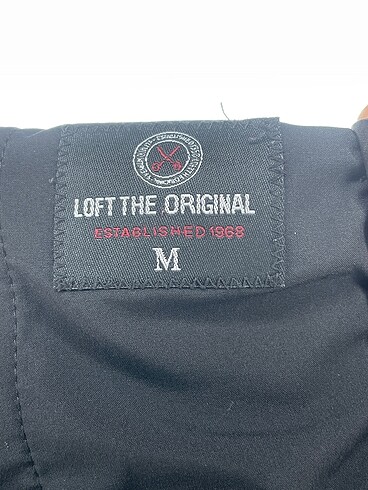 LOFT THE ORIGINAL
ESTABLISHED 1968
M